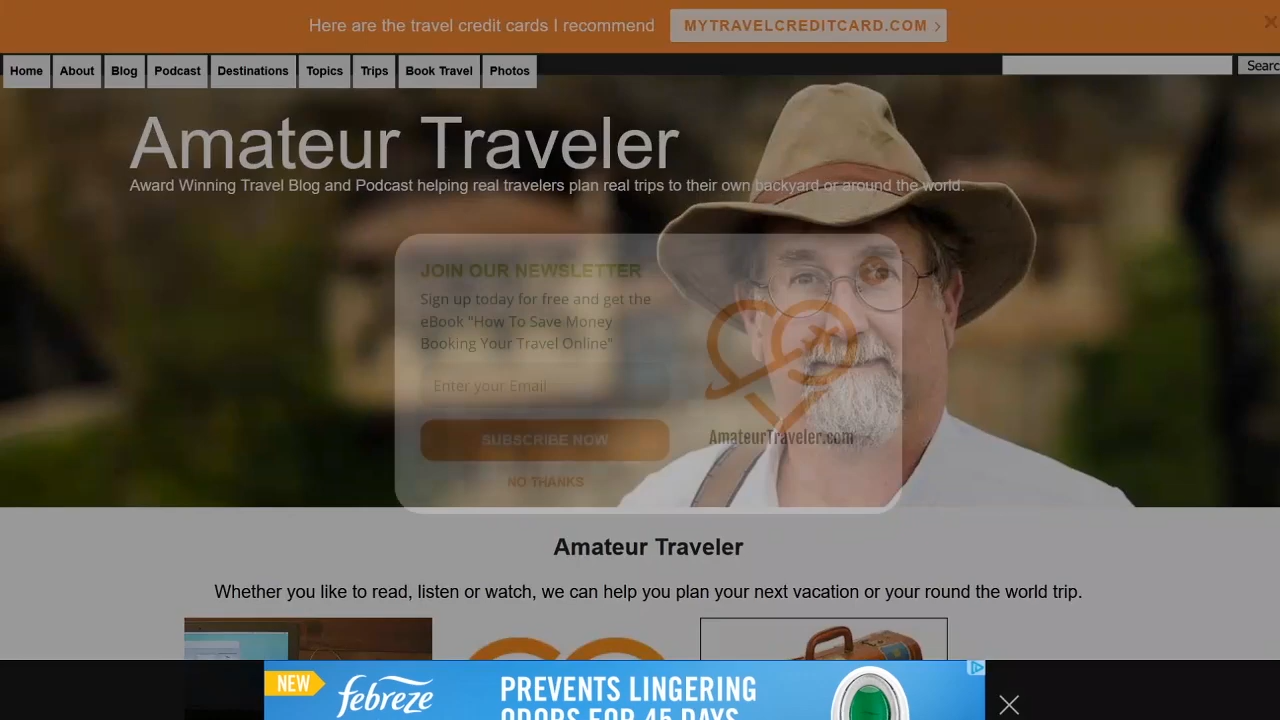 Here are the travel credit cards I recommend
MYTRAVELCREDITCARD.COM
Home About Blog Podcast Destinations Topics Trips Book Travel Photos
Searc
Amateur Traveler
Award Winning Travel Blog and Podcast helping real travelers plan real trips to their own backyard or around the world.
JOIN OUR NEWSLETTER
Sign up today for free and get the
eBook "How To Save Money
Booking Your Travel Online"
Enter your Email
SUBSCRIBE NOW
NO THANKS
AmateurTraveler.com
Amateur Traveler
Whether you like to read, listen or watch, we can help you plan your next vacation or your round the world trip.
NEW
febreze
PREVENTS LINGERING
ODORS FOR 45 DAYS